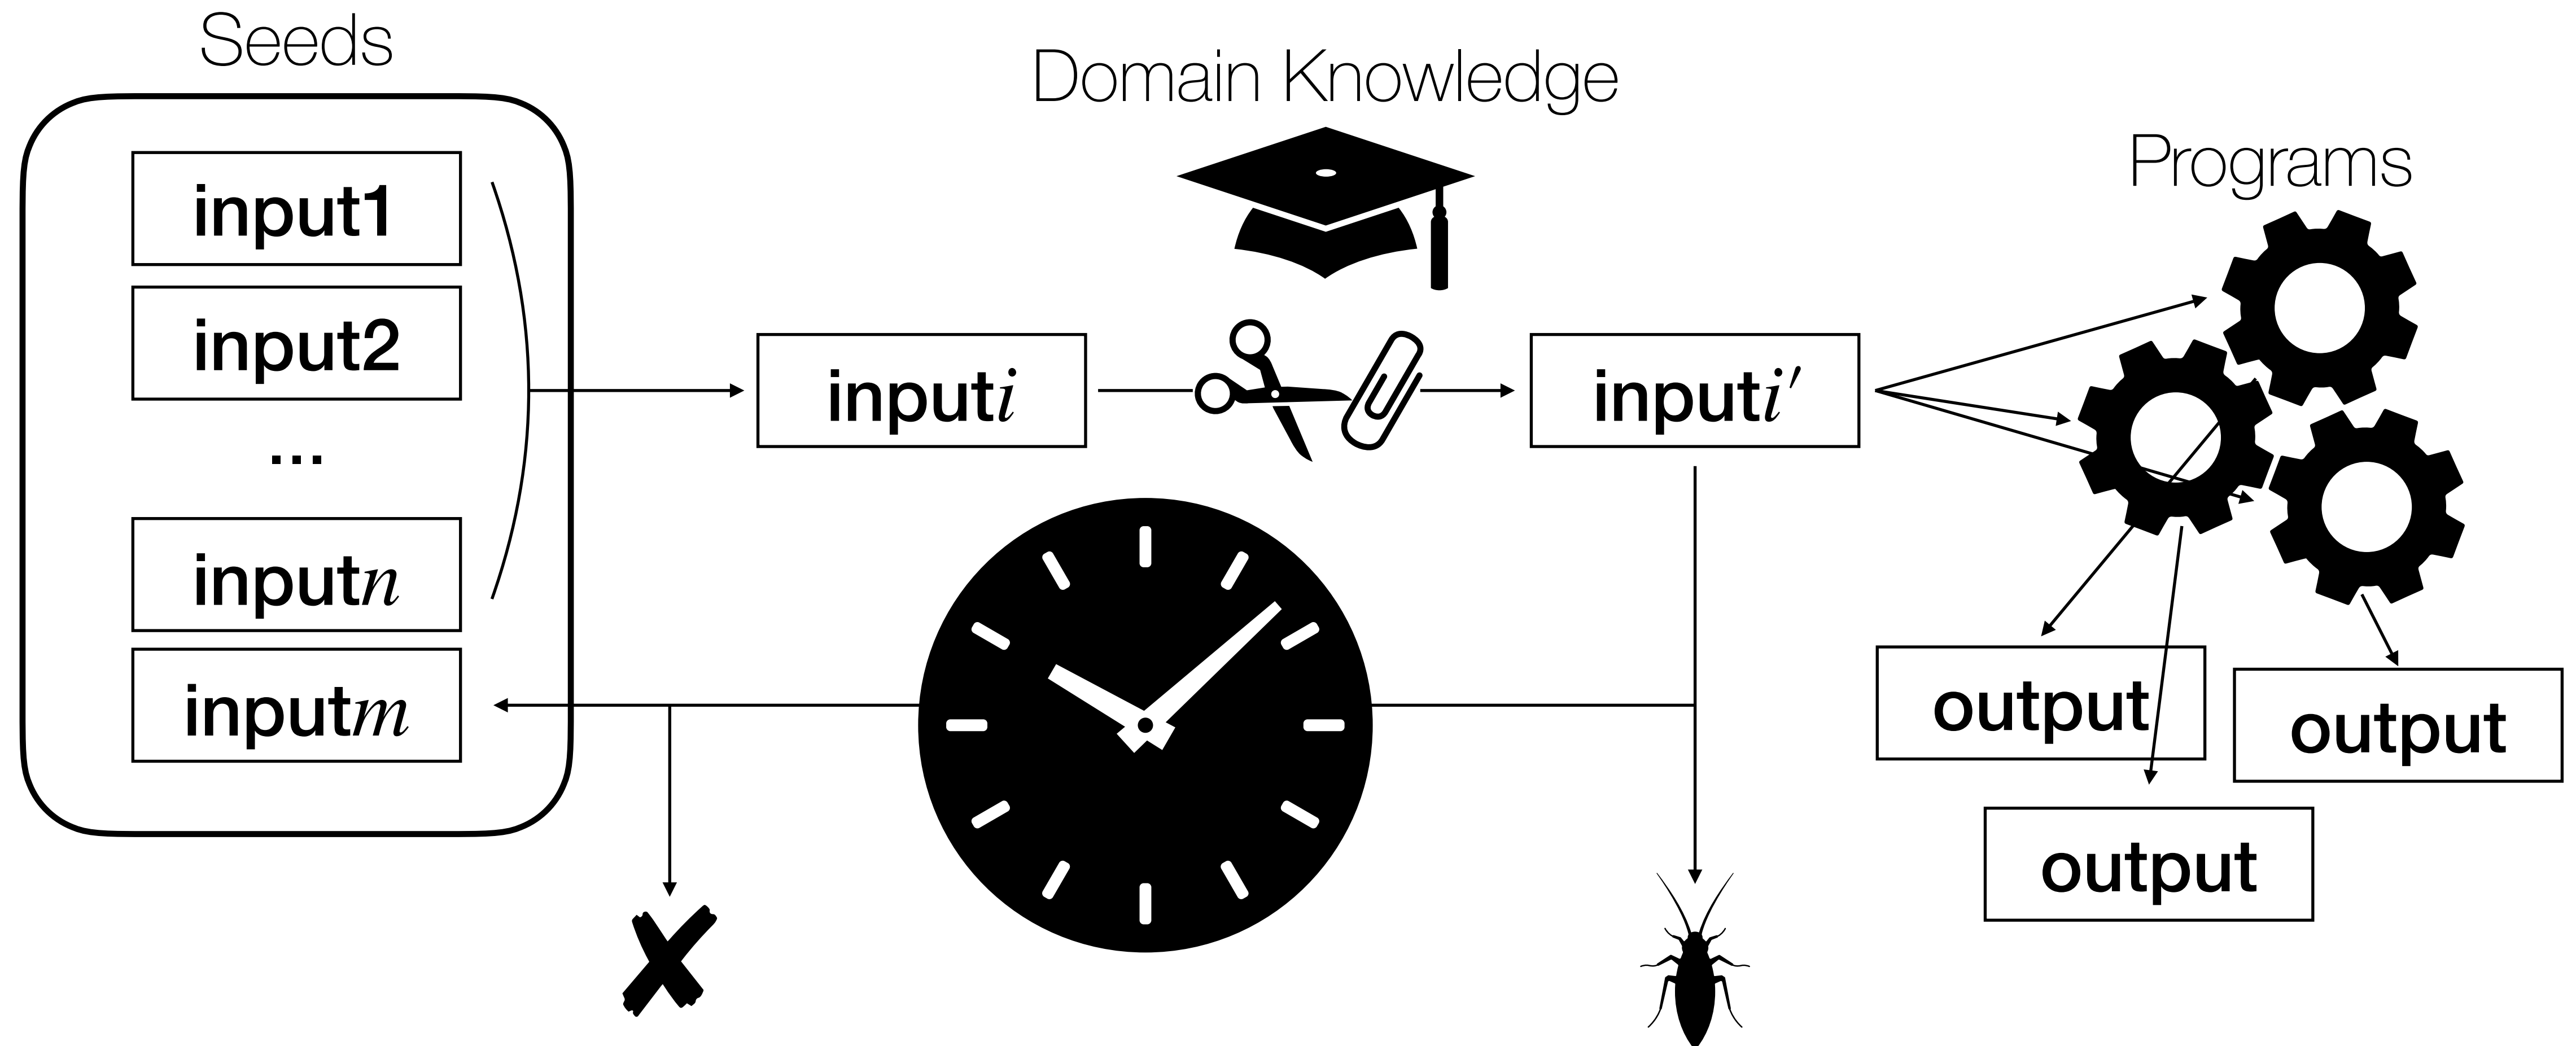 Seeds
input1
input2
...
inputn
inputm
Domain Knowledge
inputi
inputi′
Programs
output
output
output